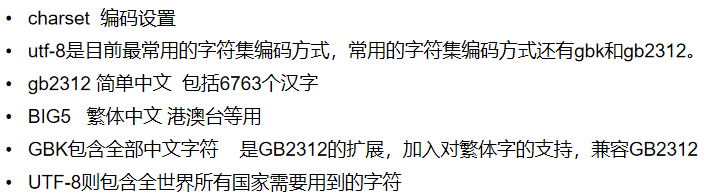 • charset 编码设置
• utf-8是目前最常用的字符集编码方式，常用的字符集编码方式还有gbk和gb2312。
• gb2312 简单中文 包括6763个汉字
• BIG5 繁体中文 港澳台等用
• GBK包含全部中文字符 是GB2312的扩展，加入对繁体字的支持，兼容GB2312
• UTF-8则包含全世界所有国家需要用到的字符